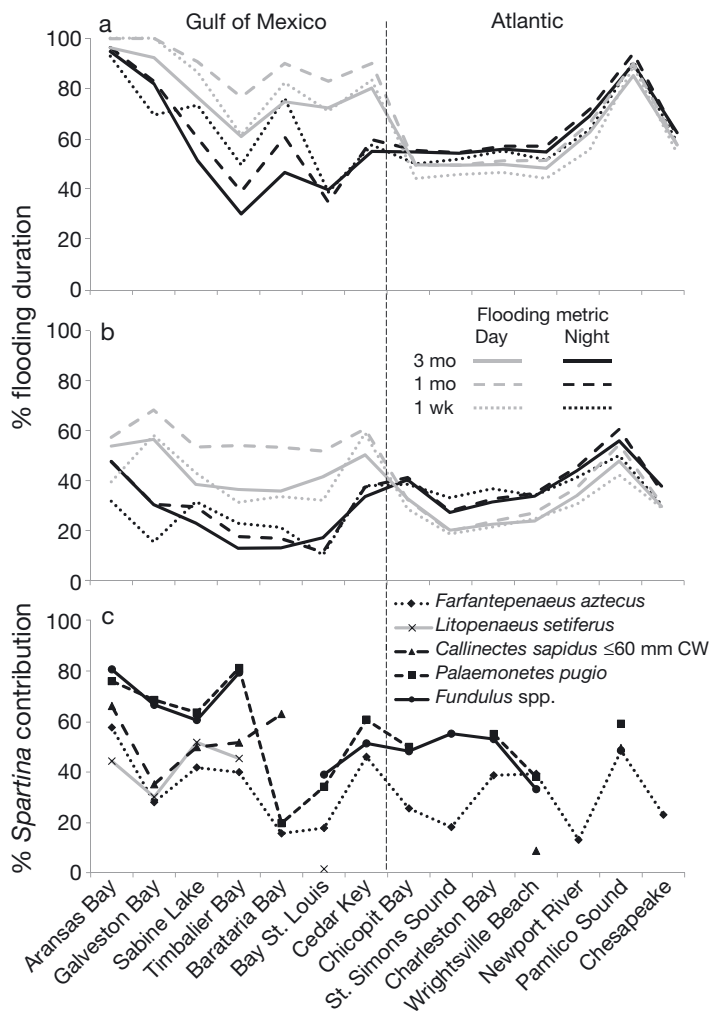 Gulf of Mexico Atlantic
a
100
80
60
40
20
0
% flooding duration
b
Flooding metric
Day Night
3 mo
1 mo
1 wk
100
80
60
40
20
0
c
Farfantepenaeus aztecus
Litopenaeus setiferus
Callinectes sapidus ≤60 mm CW
Palaemonetes pugio
Fundulus spp.
% Spartina contribution
100
80
60
40
20
0
Aransas Bay
Galveston Bay
Sabine Lake
Timbalier Bay
Barataria Bay
Bay St. Louis
Cedar Key
Chicopit Bay
St. Simons Sound
Charleston Bay
Wrightsville Beach
Newport River
Pamlico Sound
Chesapeake